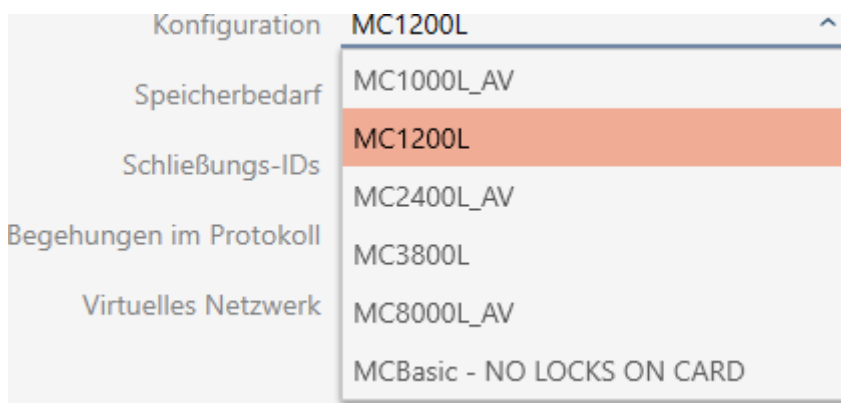 Konfiguration MC1200L
MC1000L_AV
Speicherbedarf
MC1200L
Schließungs-IDs
MC2400L_AV
Begehungen im Protokoll
MC3800L
Virtuelles Netzwerk
MC8000L_AV
MCBasic - NO LOCKS ON CARD